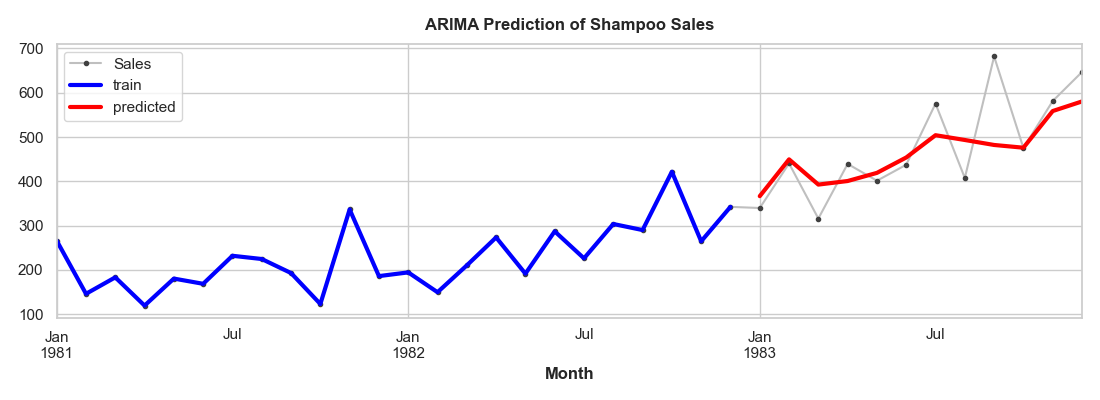 ARIMA Prediction of Shampoo Sales
700
600
500
400
300
200
100
Sales
train
predicted
Jan
1981
Jul
Jan
1982
Jul
Jan
1983
Jul
Month